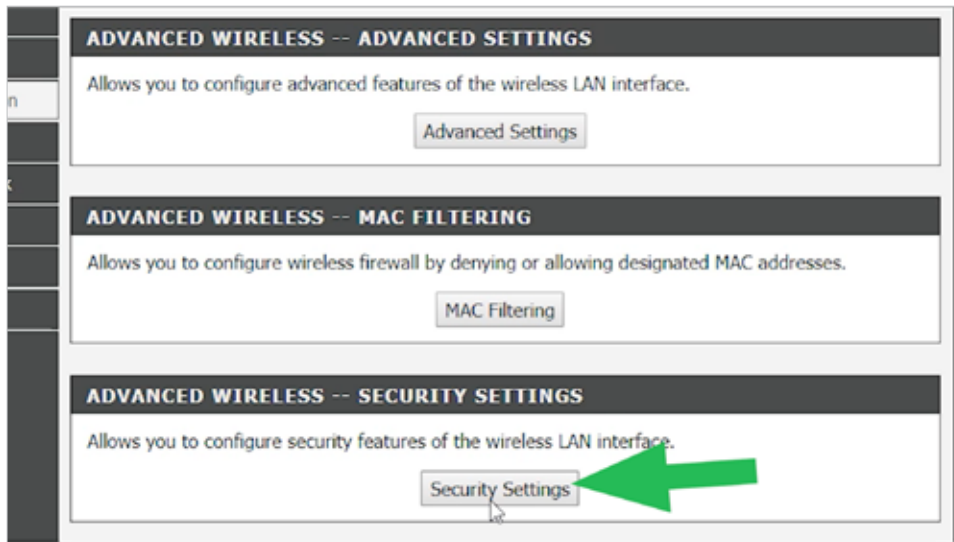 ADVANCED WIRELESS -- ADVANCED SETTINGS
Allows you to configure advanced features of the wireless LAN interface.
Advanced Settings
n
k
ADVANCED WIRELESS -- MAC FILTERING
Allows you to configure wireless firewall by denying or allowing designated MAC addresses.
MAC Filtering
ADVANCED WIRELESS -- SECURITY SETTINGS
Allows you to configure security features of the wireless LAN interface.
Security Settings